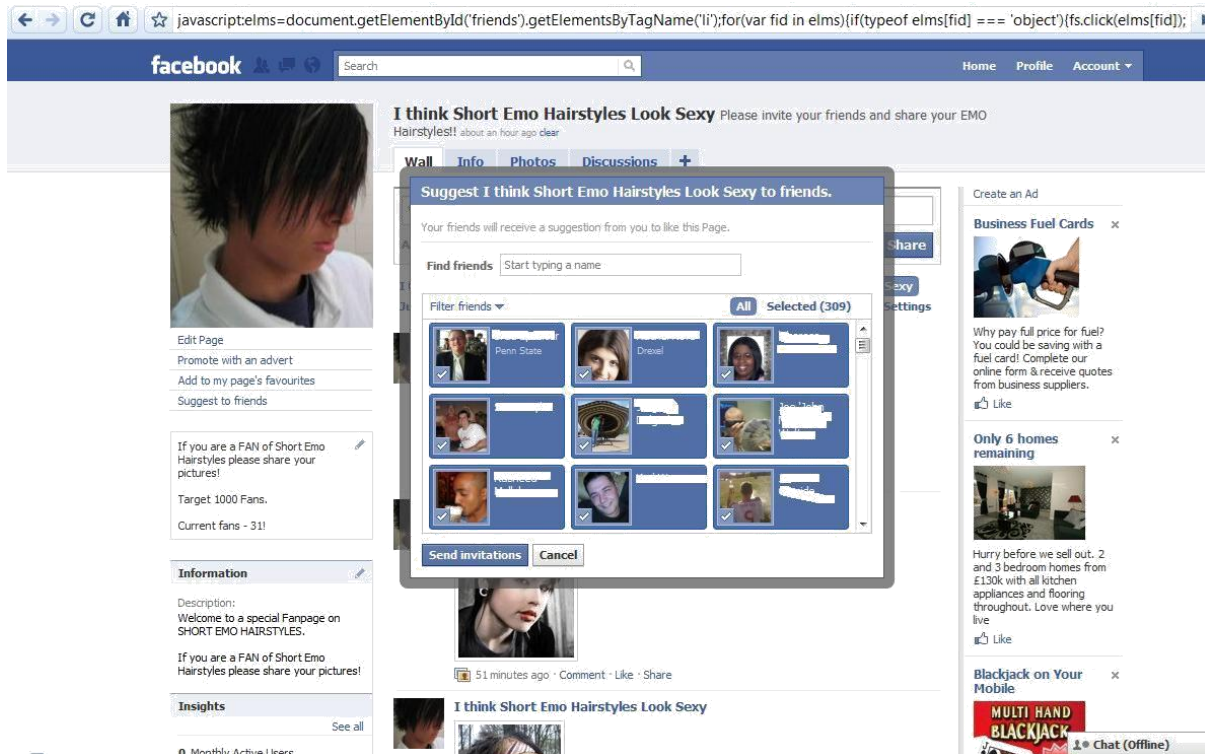 javascript:elms=document.getElementById('friends').getElementsByTagName('li');for(var fid in elms){if(typeof elms[fid] === 'object'){fs.click(elms[fid]);
facebook
Search
Home Profile Account
I think Short Emo Hairstyles Look Sexy Please invite your friends and share your EMO
Hairstyles!! about an hour ago clear
Wall Info Photos Discussions +
Suggest I think Short Emo Hairstyles Look Sexy to friends.
Your friends will receive a suggestion from you to like this Page.
Find friends Start typing a name
Share
Sexy
Settings
Filter friends All Selected (309)
Penn State
Drexel
Send invitations Cancel
Edit Page
Promote with an advert
Add to my page's favourites
Suggest to friends
If you are a FAN of Short Emo
Hairstyles please share your
pictures!
Target 1000 Fans.
Current fans - 31!
Information
Description:
Welcome to a special Fanpage on
SHORT EMO HAIRSTYLES.
If you are a FAN of Short Emo
Hairstyles please share your pictures!
Insights
See all
0 Monthly Active Users
51 minutes ago · Comment · Like · Share
I think Short Emo Hairstyles Look Sexy
Create an Ad
Business Fuel Cards x
Why pay full price for fuel?
You could be saving with a
fuel card! Complete our
online form & receive quotes
from business suppliers.
Like
Only 6 homes x
remaining
Hurry before we sell out. 2
and 3 bedroom homes from
£130k with all kitchen
appliances and flooring
throughout. Love where you
live
Like
Blackjack on Your x
Mobile
MULTI HAND
BLACKJACK
Chat (Offline)